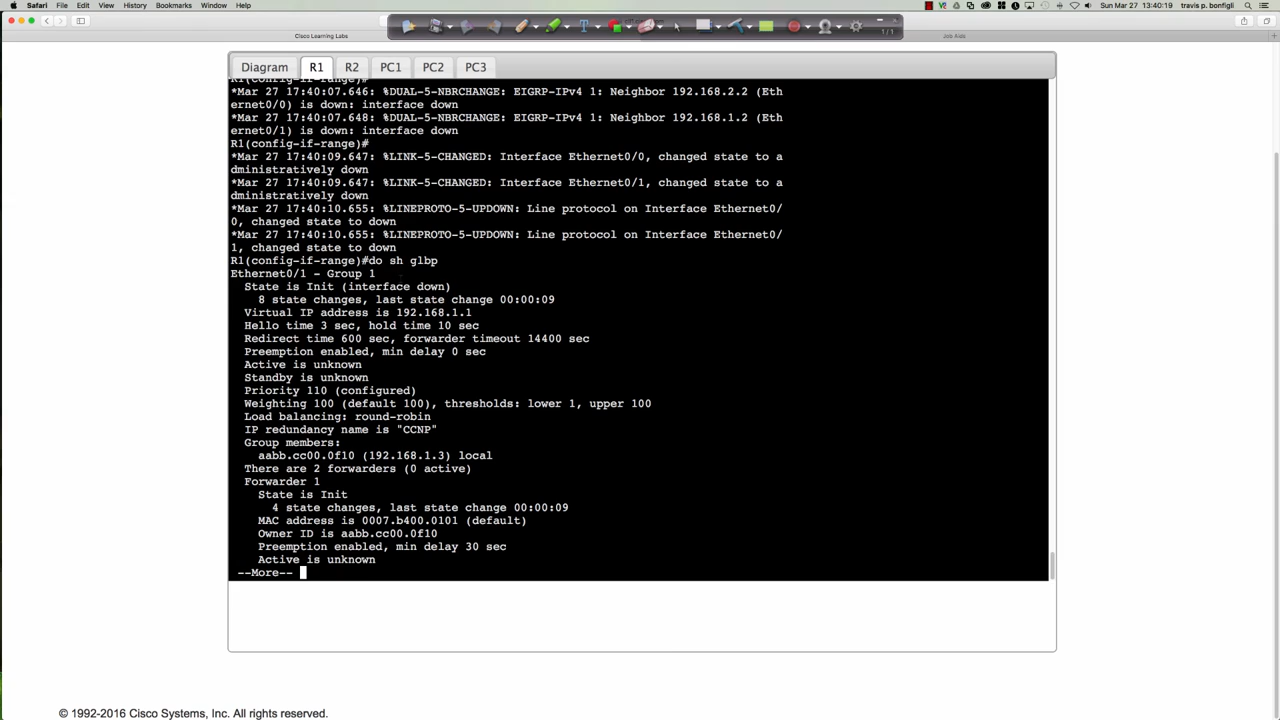 Safari File Edit View History Bookmarks Window Help
Sun Mar 27 13:40:19 travis p. bonfigli
Cisco Learning Labs
Job Aids
1/1
Diagram R1 R2 PC1 PC2 PC3
R1(config-if-range)#
*Mar 27 17:40:07.646: %DUAL-5-NBRCHANGE: EIGRP-IPv4 1: Neighbor 192.168.2.2 (Eth
ernet0/0) is down: interface down
*Mar 27 17:40:07.648: %DUAL-5-NBRCHANGE: EIGRP-IPv4 1: Neighbor 192.168.1.2 (Eth
ernet0/1) is down: interface down
R1(config-if-range)#
*Mar 27 17:40:09.647: %LINK-5-CHANGED: Interface Ethernet0/0, changed state to a
dministratively down
*Mar 27 17:40:09.647: %LINK-5-CHANGED: Interface Ethernet0/1, changed state to a
dministratively down
*Mar 27 17:40:10.655: %LINEPROTO-5-UPDOWN: Line protocol on Interface Ethernet0/
0, changed state to down
*Mar 27 17:40:10.655: %LINEPROTO-5-UPDOWN: Line protocol on Interface Ethernet0/
1, changed state to down
R1(config-if-range)#do sh glbp
Ethernet0/1 - Group 1
State is Init (interface down)
8 state changes, last state change 00:00:09
Virtual IP address is 192.168.1.1
Hello time 3 sec, hold time 10 sec
Redirect time 600 sec, forwarder timeout 14400 sec
Preemption enabled, min delay 0 sec
Active is unknown
Standby is unknown
Priority 110 (configured)
Weighting 100 (default 100), thresholds: lower 1, upper 100
Load balancing: round-robin
IP redundancy name is "CCNP"
Group members:
aabb.cc00.0f10 (192.168.1.3) local
There are 2 forwarders (0 active)
Forwarder 1
State is Init
4 state changes, last state change 00:00:09
MAC address is 0007.b400.0101 (default)
Owner ID is aabb.cc00.0f10
Preemption enabled, min delay 30 sec
Active is unknown
--More--
© 1992-2016 Cisco Systems, Inc. All rights reserved.